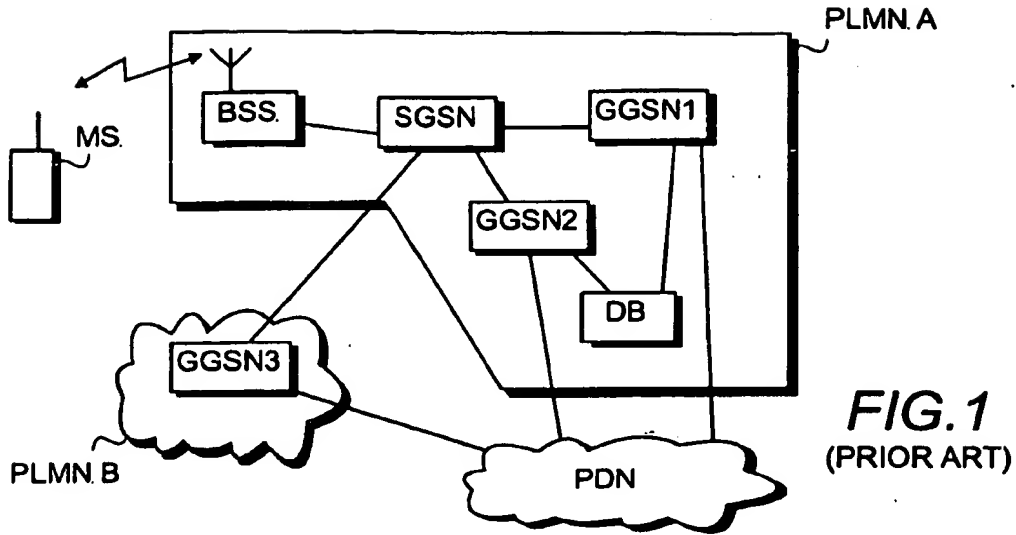 PLMN. A
BSS.
SGSN
GGSN1
MS.
GGSN2
DB
GGSN3
PLMN. B
PDN
FIG.1
(PRIOR ART)